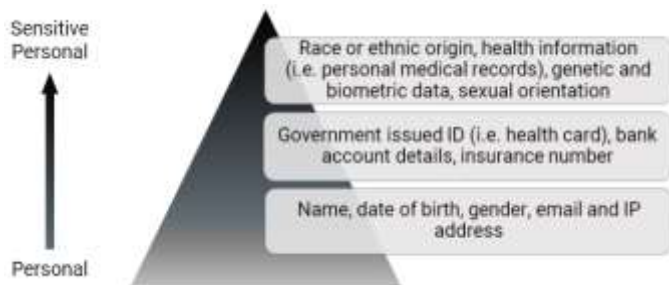 Sensitive
Personal
Race or ethnic origin, health information
(i.e. personal medical records), genetic and
biometric data, sexual orientation
Government issued ID (i.e. health card), bank
account details, insurance number
Name, date of birth, gender, email and IP
address
Personal